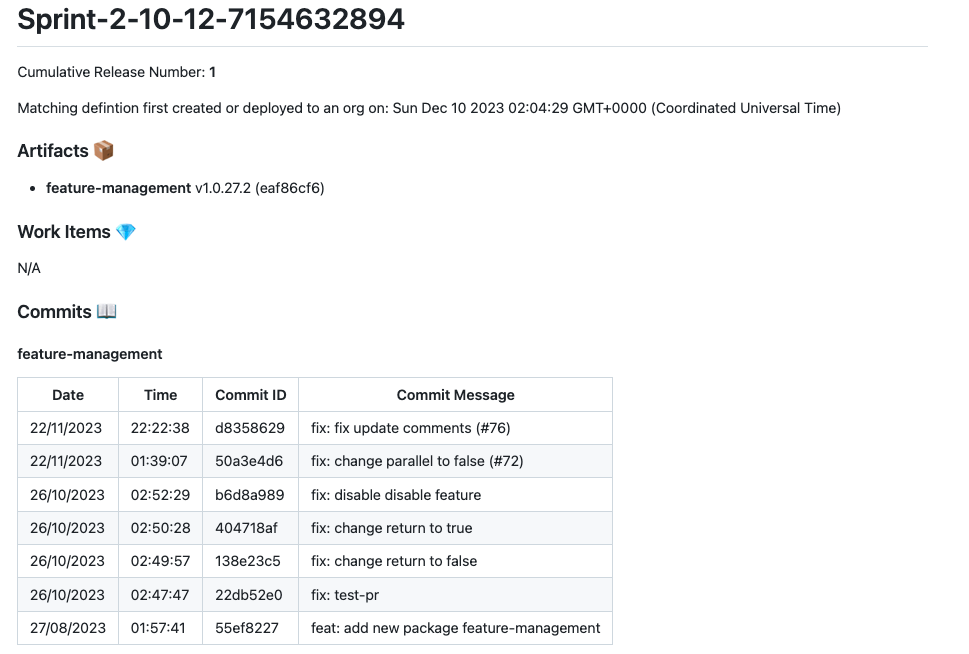 Sprint-2-10-12-7154632894
Cumulative Release Number: 1
Matching defintion first created or deployed to an org on: Sun Dec 10 2023 02:04:29 GMT+0000 (Coordinated Universal Time)
Artifacts 📦
• feature-management v1.0.27.2 (eaf86cf6)
Work Items 💎
N/A
Commits 📖
feature-management
Date Time Commit ID Commit Message
22/11/2023 22:22:38 d8358629 fix: fix update comments (#76)
22/11/2023 01:39:07 50a3e4d6 fix: change parallel to false (#72)
26/10/2023 02:52:29 b6d8a989 fix: disable disable feature
26/10/2023 02:50:28 404718af fix: change return to true
26/10/2023 02:49:57 138e23c5 fix: change return to false
26/10/2023 02:47:47 22db52e0 fix: test-pr
27/08/2023 01:57:41 55ef8227 feat: add new package feature-management